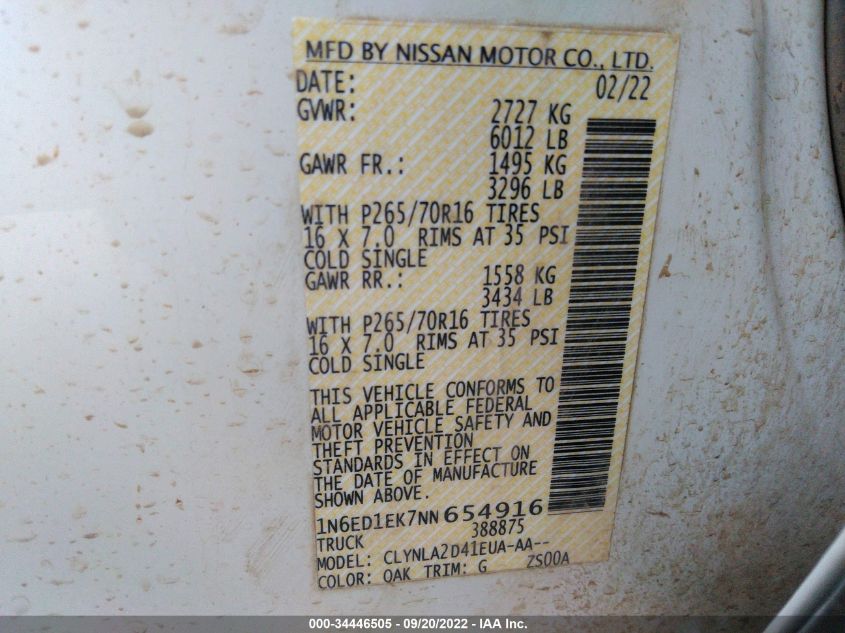 MFD BY NISSAN MOTOR CO., LTD.
DATE: 02/22
GVWR: 2727 KG
6012 LB
GAWR FR.: 1495 KG
3296 LB
WITH P265/70R16 TIRES
16 X 7.0 RIMS AT 35 PSI
COLD SINGLE
GAWR RR.: 1558 KG
3434 LB
WITH P265/70R16 TIRES
16 X 7.0 RIMS AT 35 PSI
COLD SINGLE
THIS VEHICLE CONFORMS TO
ALL APPLICABLE FEDERAL
MOTOR VEHICLE SAFETY AND
THEFT PREVENTION
STANDARDS IN EFFECT ON
THE DATE OF MANUFACTURE
SHOWN ABOVE.
1N6ED1EK7NN654916
TRUCK 388875
MODEL: CLYNLA2D41EUA-AA--
COLOR: QAK TRIM: G ZS00A
000-34446505 - 09/20/2022 - IAA Inc.